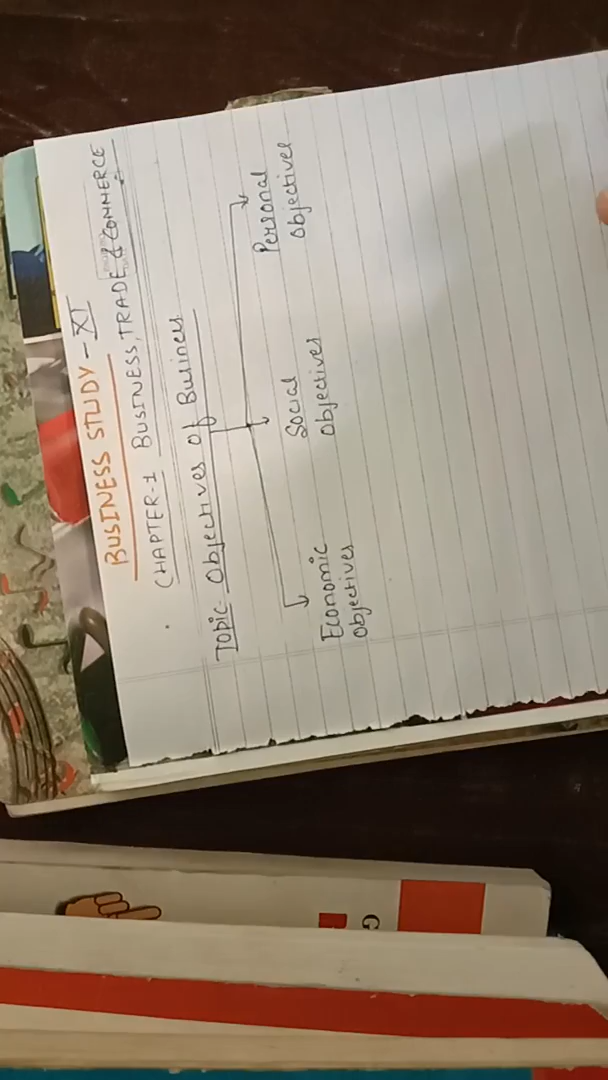 BUSINESS STUDY - XI
CHAPTER-1 BUSINESS, TRADE & COMMERCE
Topic- Objectives of Business
Economic Objectives
Social Objectives
Personal Objectives
G